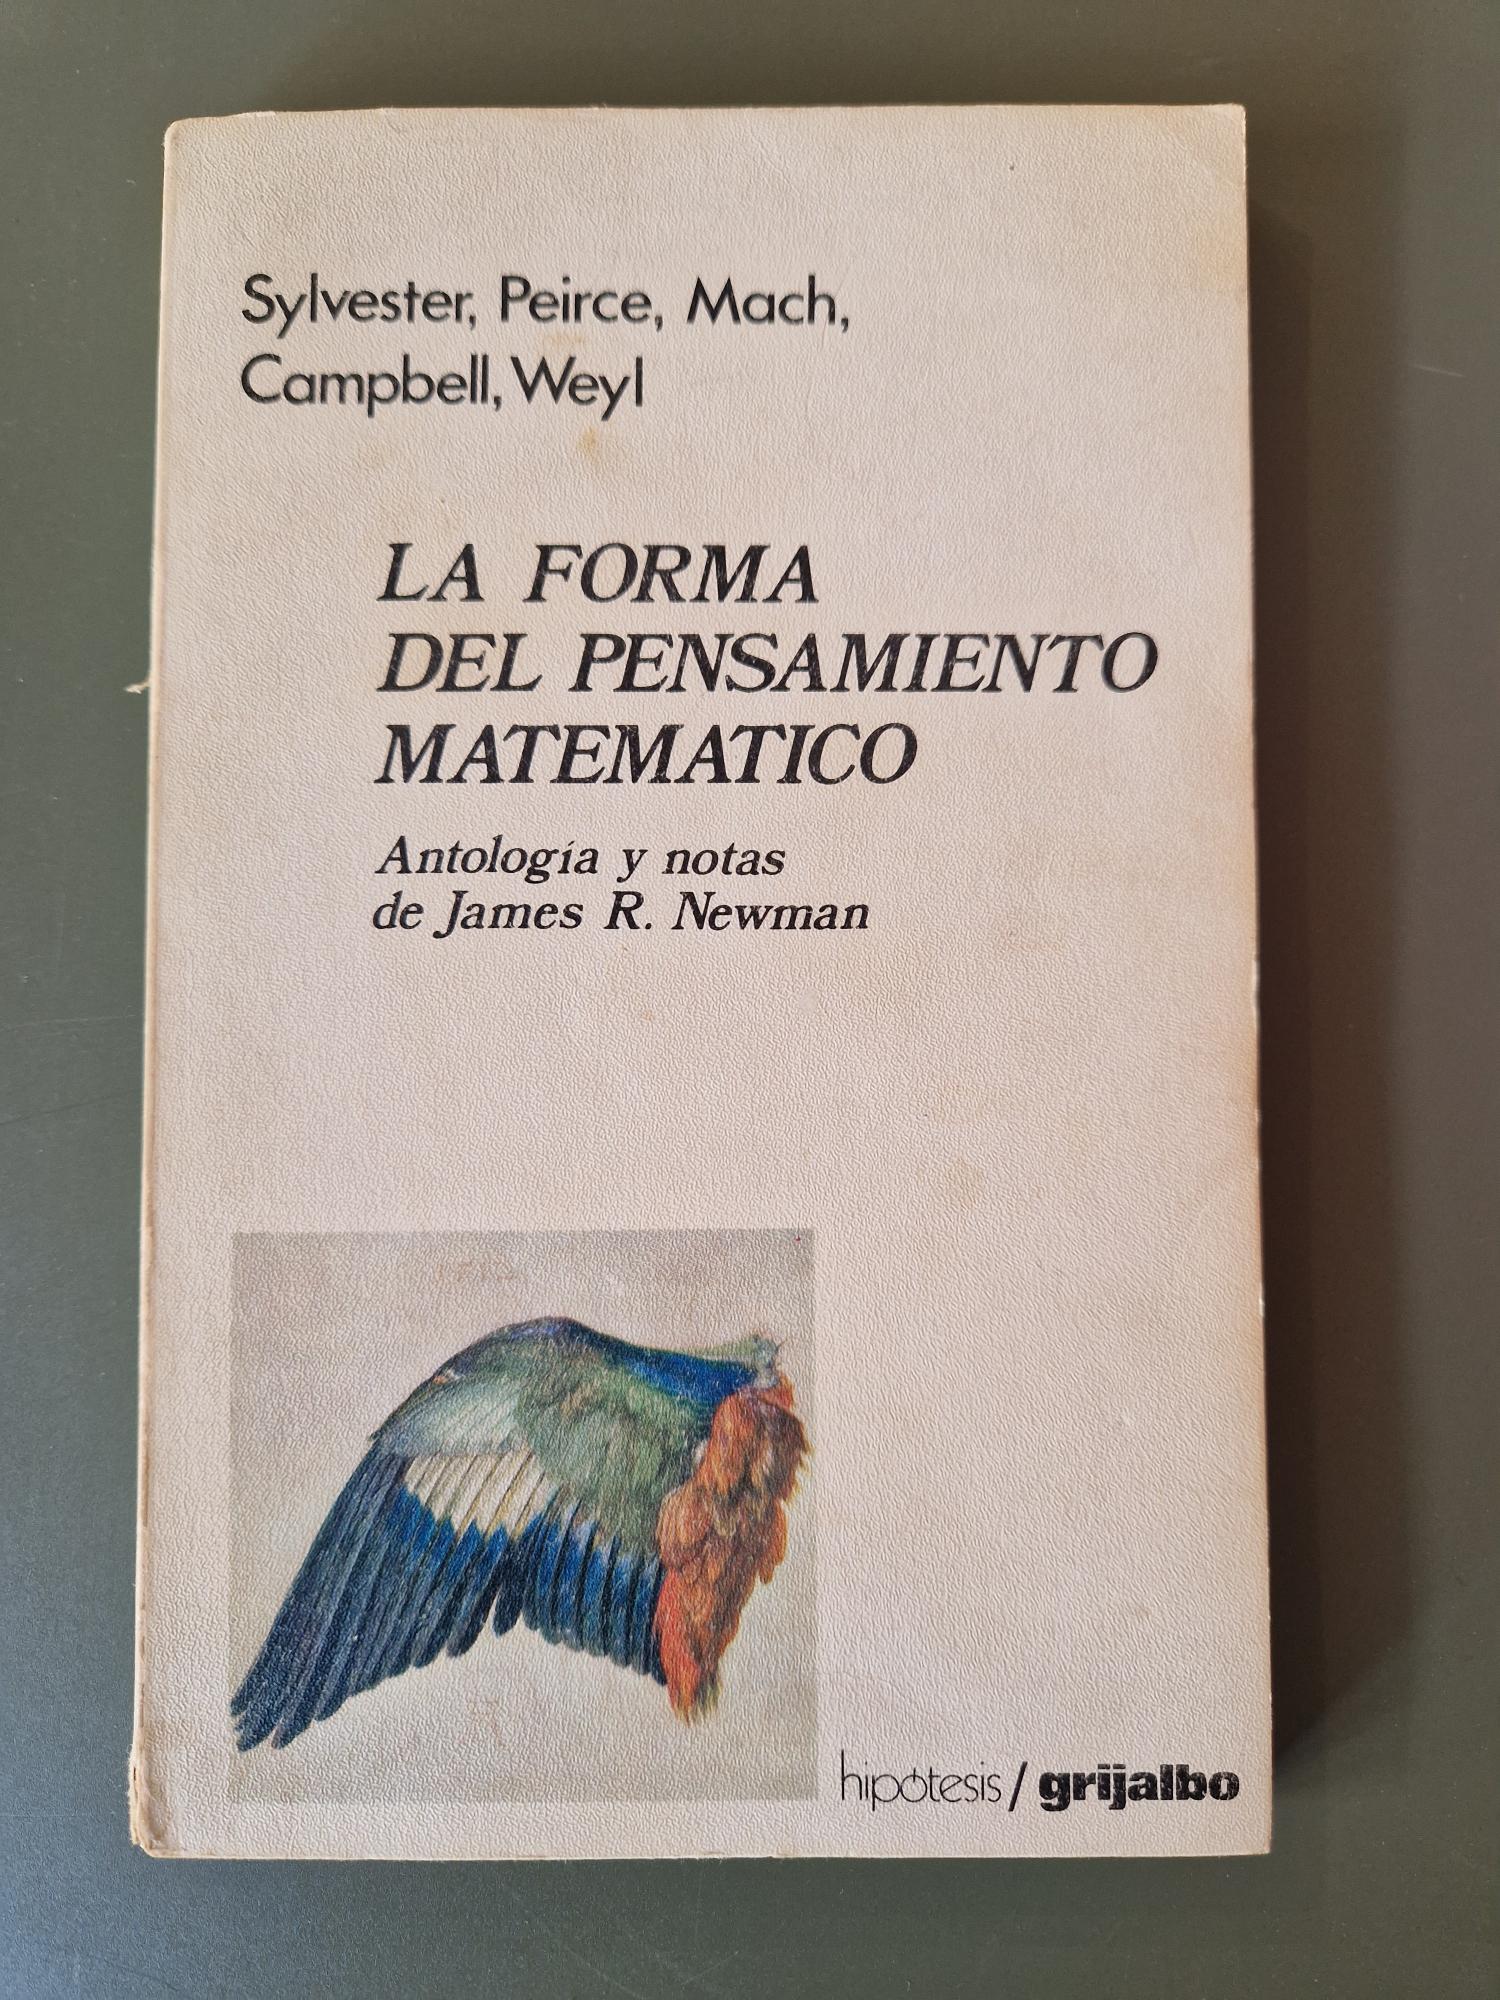 Sylvester, Peirce, Mach,
Campbell, Weyl
LA FORMA
DEL PENSAMIENTO
MATEMATICO
Antología y notas
de James R. Newman
hipótesis / grijalbo